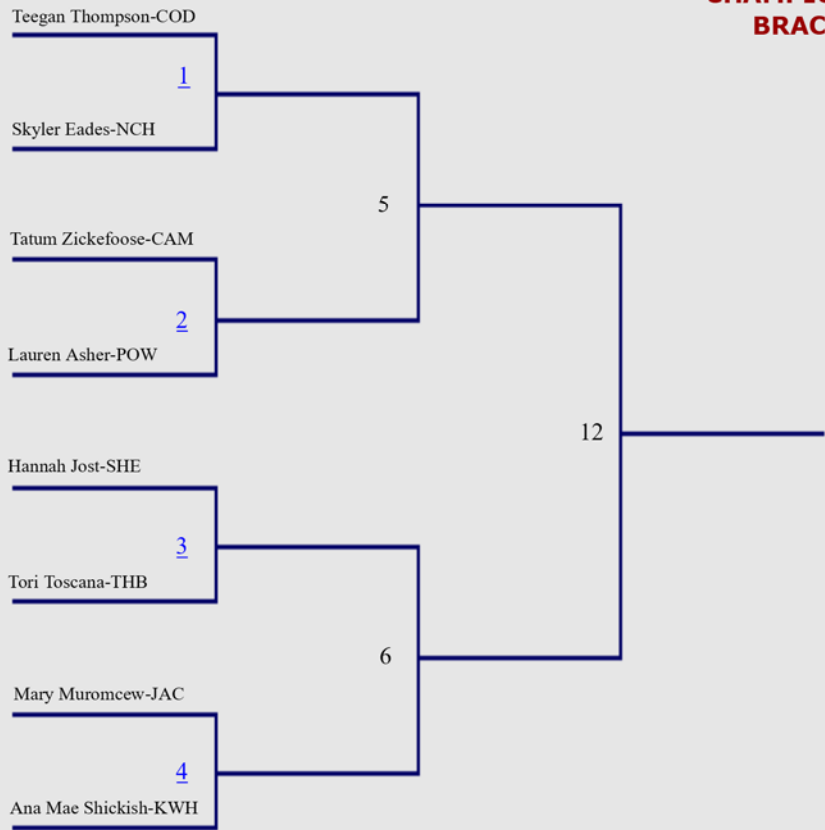 BRAC
Teegan Thompson-COD
1
Skyler Eades-NCH
5
Tatum Zickefoose-CAM
2
Lauren Asher-POW
12
Hannah Jost-SHE
3
Tori Toscana-THB
6
Mary Muromcew-JAC
4
Ana Mae Shickish-KWH